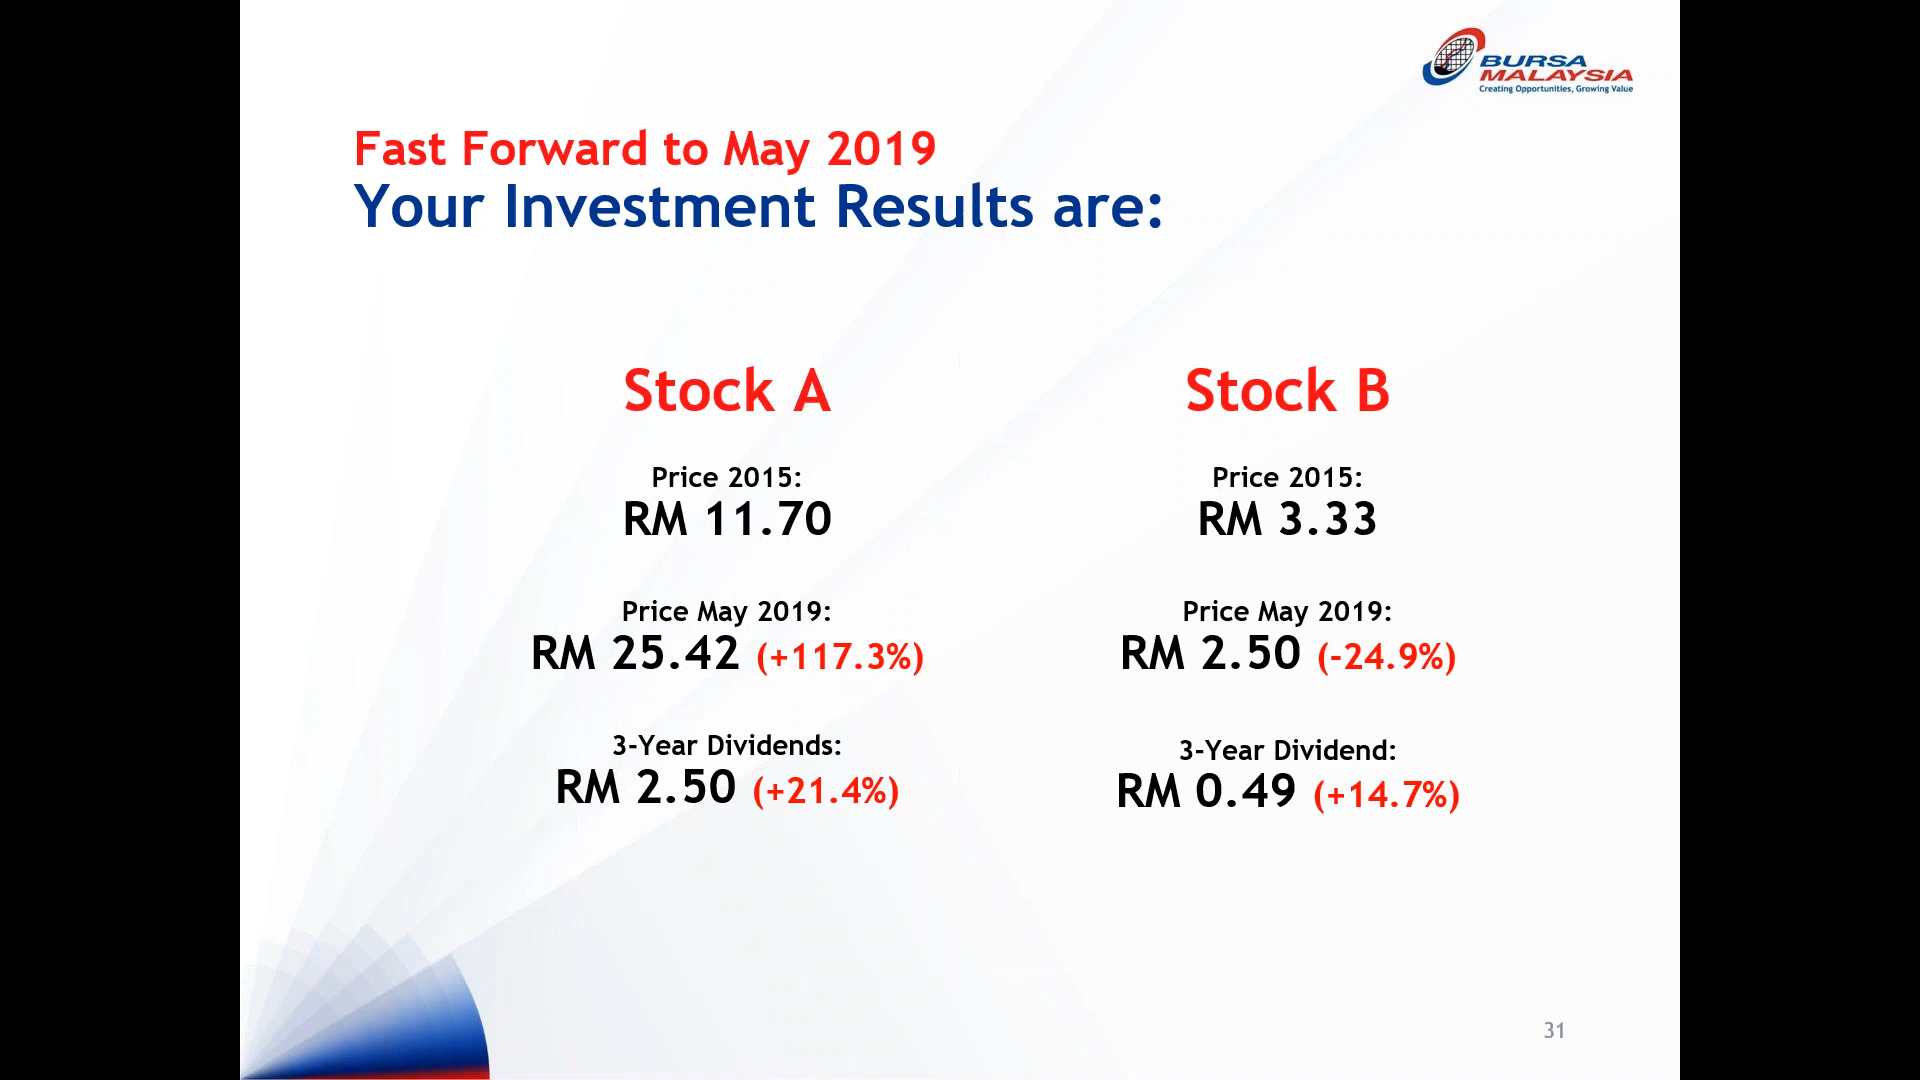 BURSA
MALAYSIA
Creating Opportunities, Growing Value
Fast Forward to May 2019
Your Investment Results are:
Stock A
Price 2015:
RM 11.70
Price May 2019:
RM 25.42 (+117.3%)
3-Year Dividends:
RM 2.50 (+21.4%)
Stock B
Price 2015:
RM 3.33
Price May 2019:
RM 2.50 (-24.9%)
3-Year Dividend:
RM 0.49 (+14.7%)
31